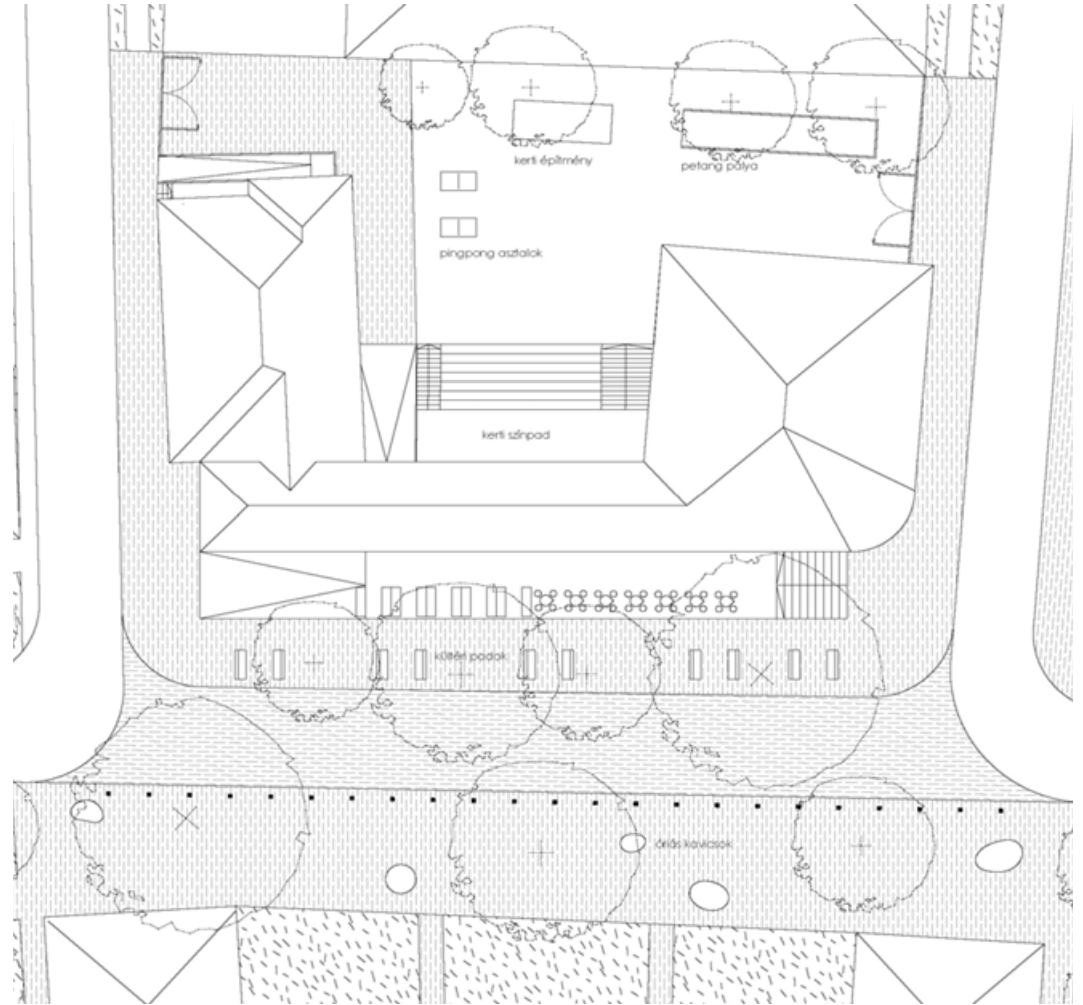 kerti építmény
petang pálya
pingpong asztalok
kerti színpad
kültéri padok
óriás kavicsok